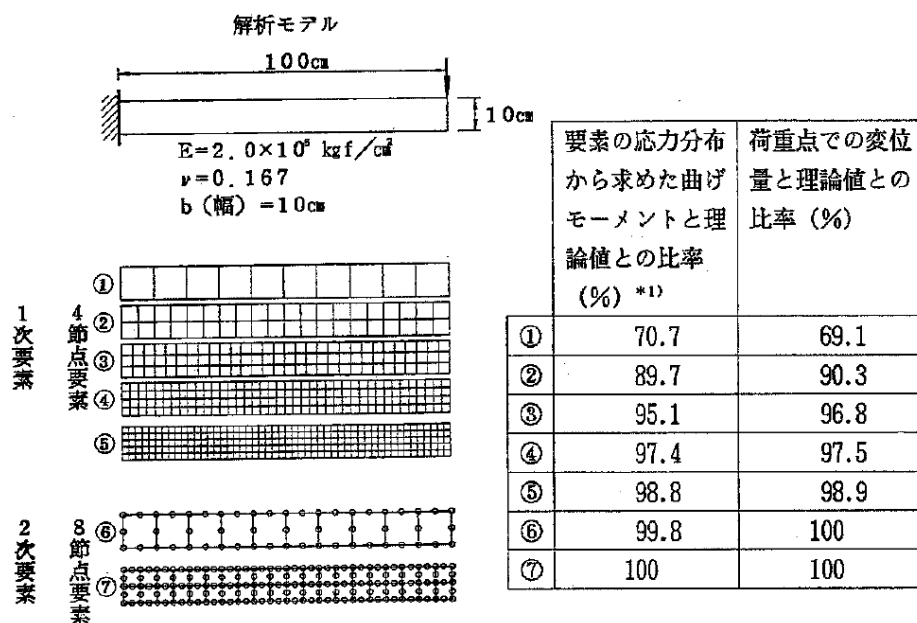 解析モデル
100cm
10cm
E=2.0×10⁵ kgf/cm²
ν=0.167
b(幅)=10cm
1次要素
4節点要素
①
②
③
④
⑤
2次要素
8節点要素
⑥
⑦
要素の応力分布
から求めた曲げ
モーメントと理
論値との比率
(%) *1)
荷重点での変位
量と理論値との
比率(%)
① 70.7 69.1
② 89.7 90.3
③ 95.1 96.8
④ 97.4 97.5
⑤ 98.8 98.9
⑥ 99.8 100
⑦ 100 100